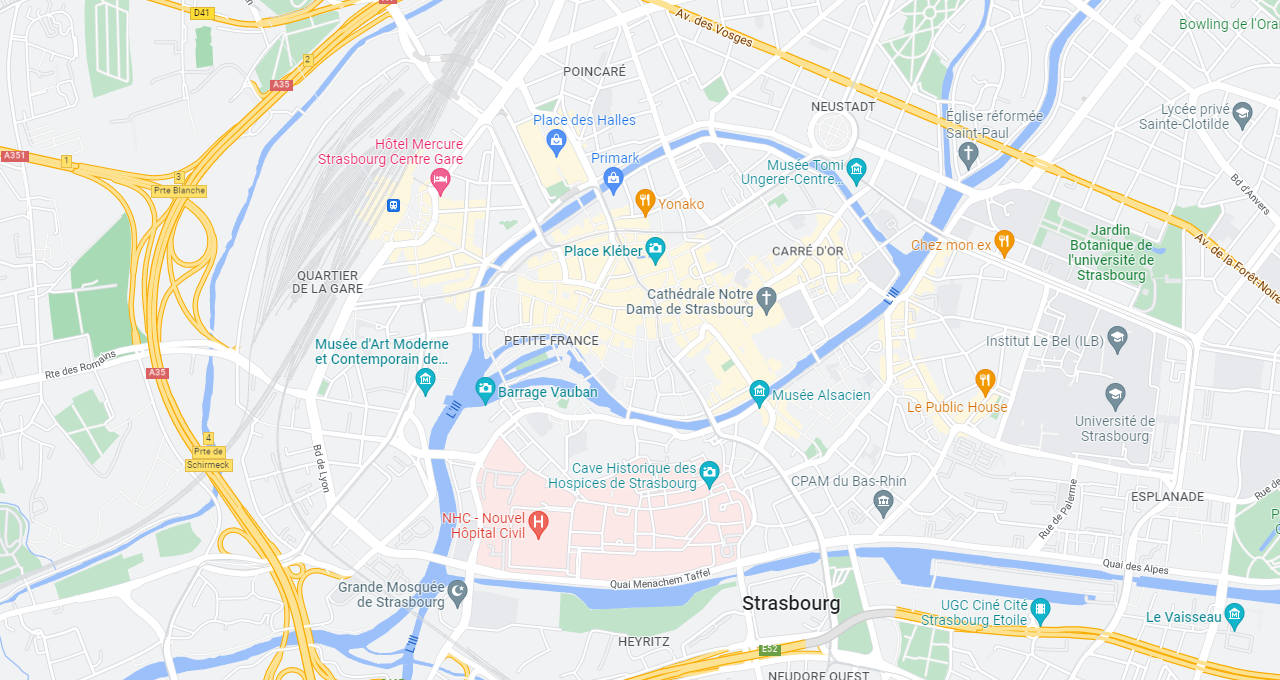 D41
Av. des Vosges
Bowling de l'Ora
2
POINCARÉ
A35
NEUSTADT
Lycée privé
Sainte-Clotilde
Église réformée
Saint-Paul
Place des Halles
Hôtel Mercure
Strasbourg Centre Gare
A351
1
3
Prte Blanche
Primark
Musée Tomi
Ungerer-Centre...
Bd d'Anvers
Yonako
Place Kléber
CARRÉ D'OR
Chez mon ex
Jardin
Botanique de
l'université de
Strasbourg
Av. de la Forêt-Noire
QUARTIER
DE LA GARE
Cathédrale Notre
Dame de Strasbourg
L'Ill
PETITE FRANCE
Institut Le Bel (ILB)
Musée d'Art Moderne
et Contemporain de...
Rte des Romains
A35
Barrage Vauban
L'Ill
Musée Alsacien
Le Public House
Université de
Strasbourg
4
Prte de
Schirmeck
Bd de Lyon
Cave Historique des
Hospices de Strasbourg
CPAM du Bas-Rhin
ESPLANADE
Rue de
Rue de Palerme
NHC - Nouvel
Hôpital Civil
Quai Menachem Taffel
Quai des Alpes
Grande Mosquée
de Strasbourg
Strasbourg
UGC Ciné Cité
Strasbourg Etoile
Le Vaisseau
HEYRITZ
L'Ill
E52
NEUDORF OUEST